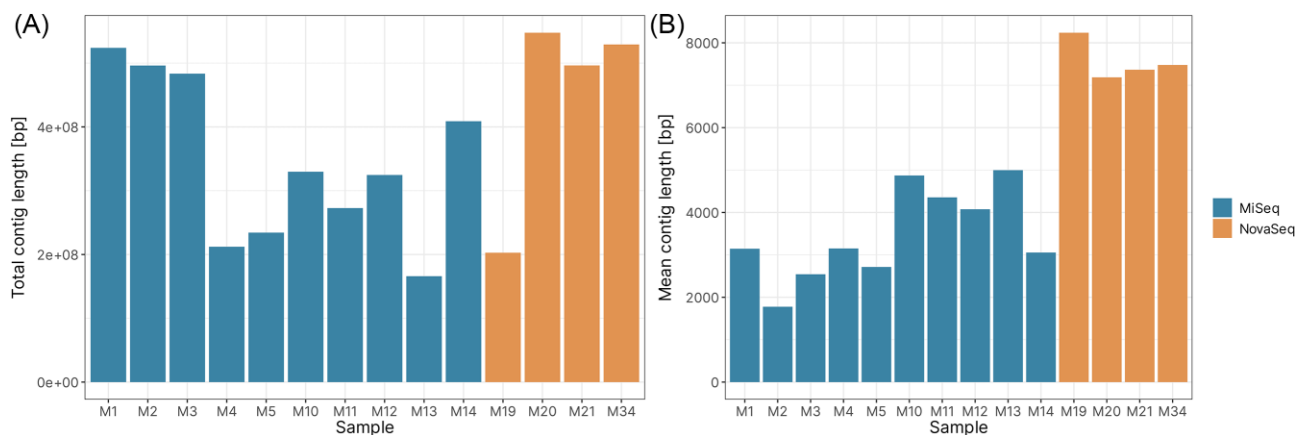 (A)
Total contig length [bp]
4e+08
2e+08
0e+00
M1 M2 M3 M4 M5 M10 M11 M12 M13 M14 M19 M20 M21 M34
Sample
(B)
Mean contig length [bp]
8000
6000
4000
2000
0
M1 M2 M3 M4 M5 M10 M11 M12 M13 M14 M19 M20 M21 M34
Sample
MiSeq
NovaSeq